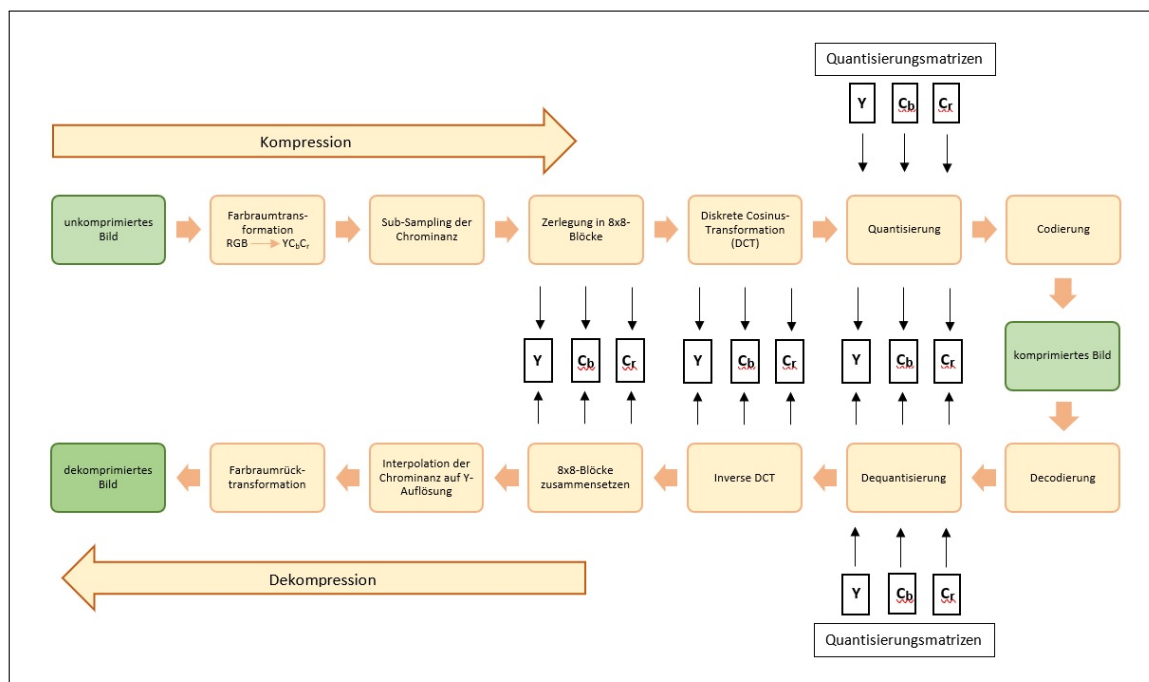 Quantisierungsmatrizen
Y Cb Cr
Kompression
unkomprimiertes
Bild
Farbraumtrans-
formation
RGB → YCbCr
Sub-Sampling der
Chrominanz
Zerlegung in 8x8-
Blöcke
Diskrete Cosinus-
Transformation
(DCT)
Quantisierung
Codierung
Y Cb Cr
Y Cb Cr
Y Cb Cr
komprimiertes Bild
dekomprimiertes
Bild
Farbraumrück-
transformation
Interpolation der
Chrominanz auf Y-
Auflösung
8x8-Blöcke
zusammensetzen
Inverse DCT
Dequantisierung
Decodierung
Dekompression
Y Cb Cr
Quantisierungsmatrizen